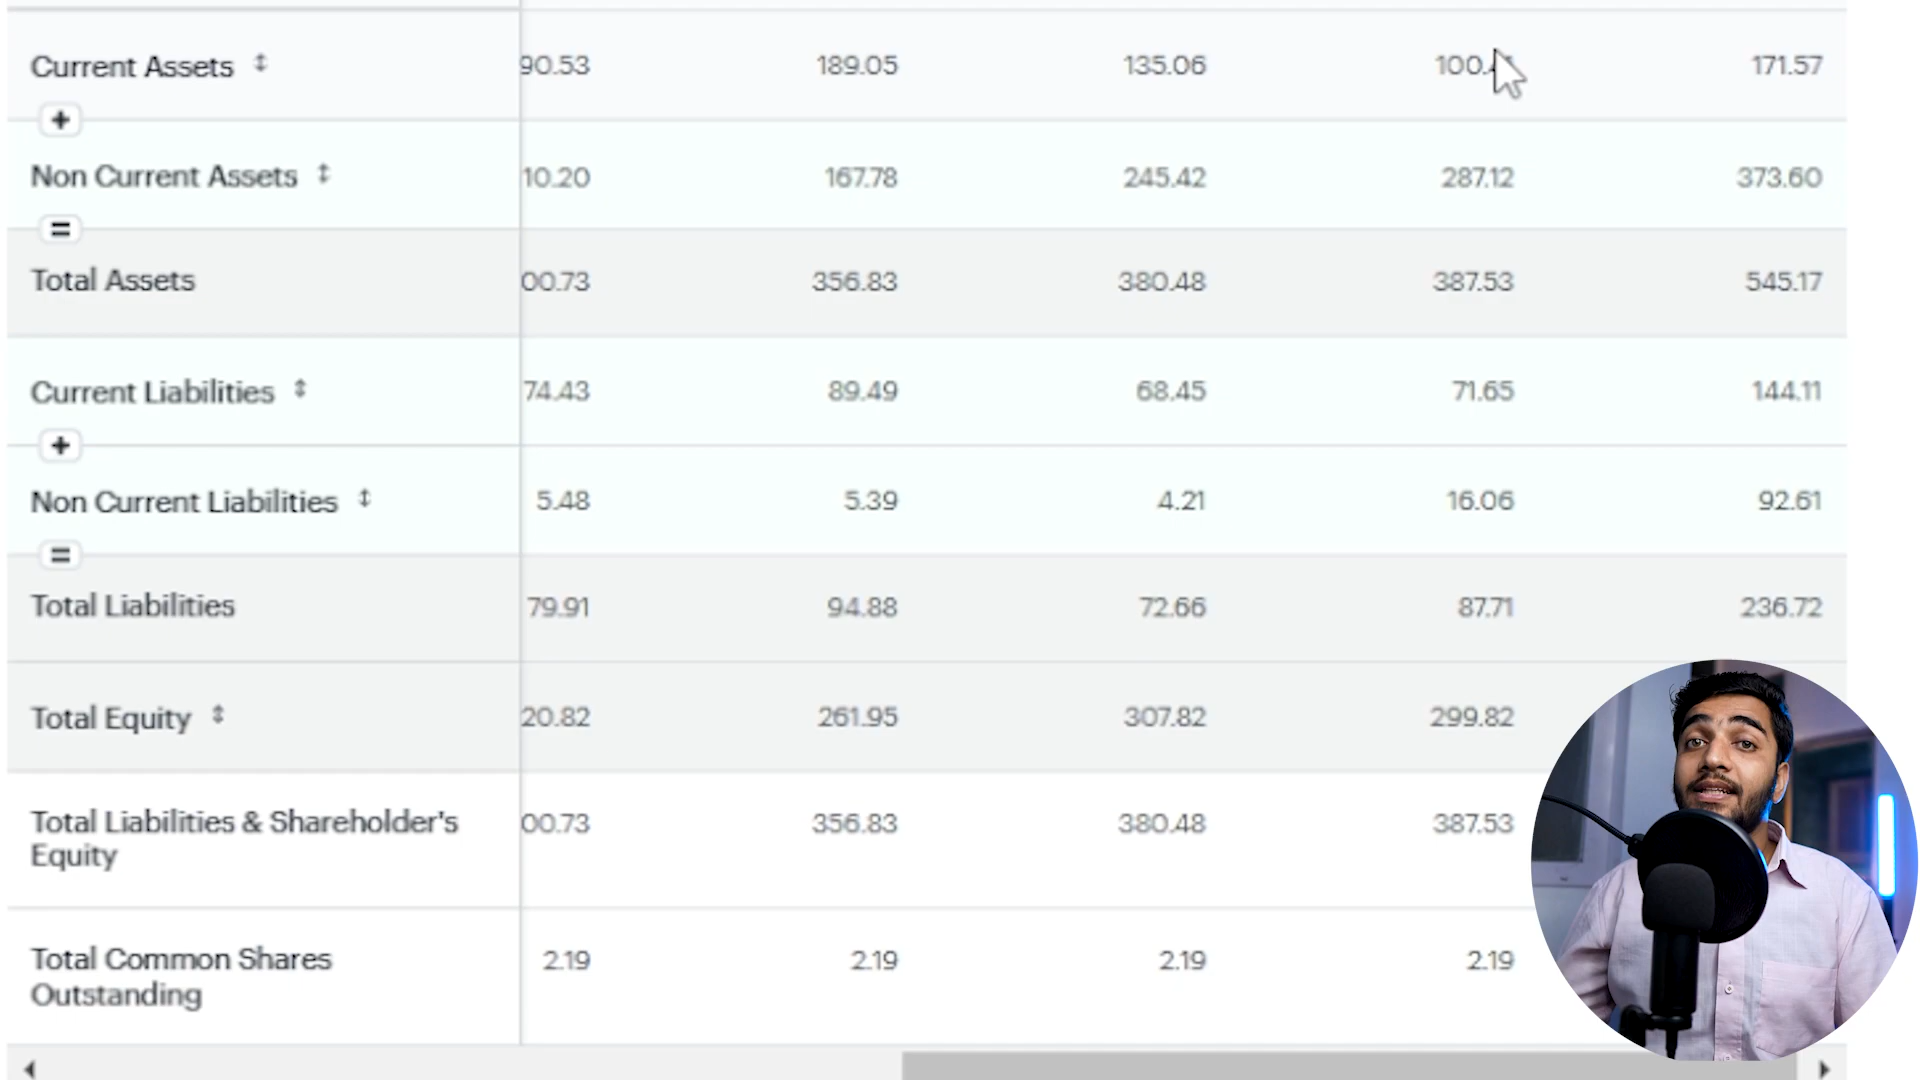 Current Assets 90.53 189.05 135.06 100. 171.57
+
Non Current Assets 10.20 167.78 245.42 287.12 373.60
=
Total Assets 00.73 356.83 380.48 387.53 545.17
Current Liabilities 74.43 89.49 68.45 71.65 144.11
+
Non Current Liabilities 5.48 5.39 4.21 16.06 92.61
=
Total Liabilities 79.91 94.88 72.66 87.71 236.72
Total Equity 20.82 261.95 307.82 299.82
Total Liabilities & Shareholder's 00.73 356.83 380.48 387.53
Equity
Total Common Shares 2.19 2.19 2.19 2.19
Outstanding